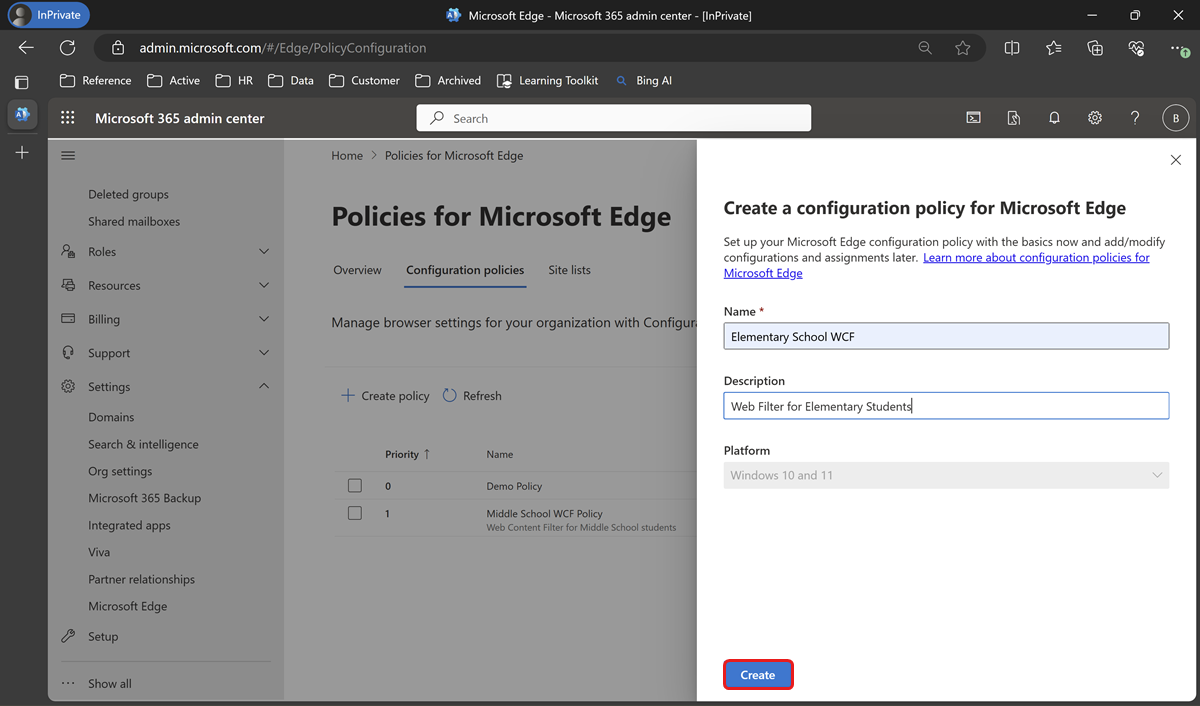 InPrivate
Microsoft Edge - Microsoft 365 admin center - [InPrivate]
admin.microsoft.com/#/Edge/PolicyConfiguration
Reference
Active
HR
Data
Customer
Archived
Learning Toolkit
Bing AI
Microsoft 365 admin center
Search
B
Deleted groups
Shared mailboxes
Roles
Resources
Billing
Support
Settings
Domains
Search & intelligence
Org settings
Microsoft 365 Backup
Integrated apps
Viva
Partner relationships
Microsoft Edge
Setup
Show all
Home > Policies for Microsoft Edge
Policies for Microsoft Edge
Overview
Configuration policies
Site lists
Manage browser settings for your organization with Configura
Create policy
Refresh
Priority ↑
Name
0
Demo Policy
1
Middle School WCF Policy
Web Content Filter for Middle School students
Create a configuration policy for Microsoft Edge
Set up your Microsoft Edge configuration policy with the basics now and add/modify
configurations and assignments later. Learn more about configuration policies for
Microsoft Edge
Name *
Elementary School WCF
Description
Web Filter for Elementary Students
Platform
Windows 10 and 11
Create